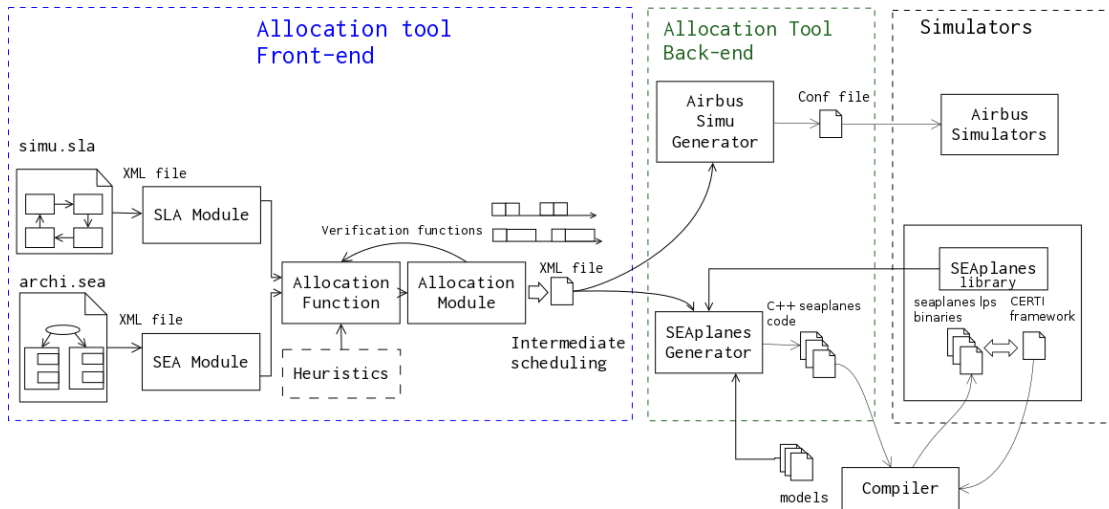 Allocation tool
Front-end
simu.sla
XML file
SLA Module
archi.sea
XML file
SEA Module
Verification functions
Allocation
Function
Allocation
Module
Heuristics
XML file
Intermediate
scheduling
Allocation Tool
Back-end
Airbus
Simu
Generator
Conf file
SEAplanes
Generator
C++ seaplanes
code
models
Simulators
Airbus
Simulators
SEAplanes
library
seaplanes lps
binaries
CERTI
framework
Compiler